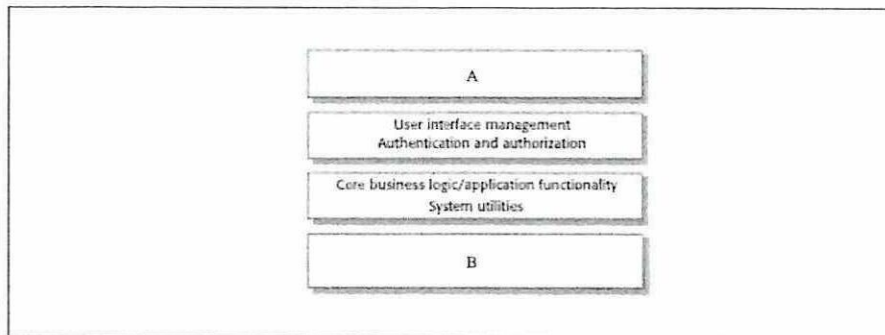 A
User interface management
Authentication and authorization
Core business logic/application functionality
System utilities
B